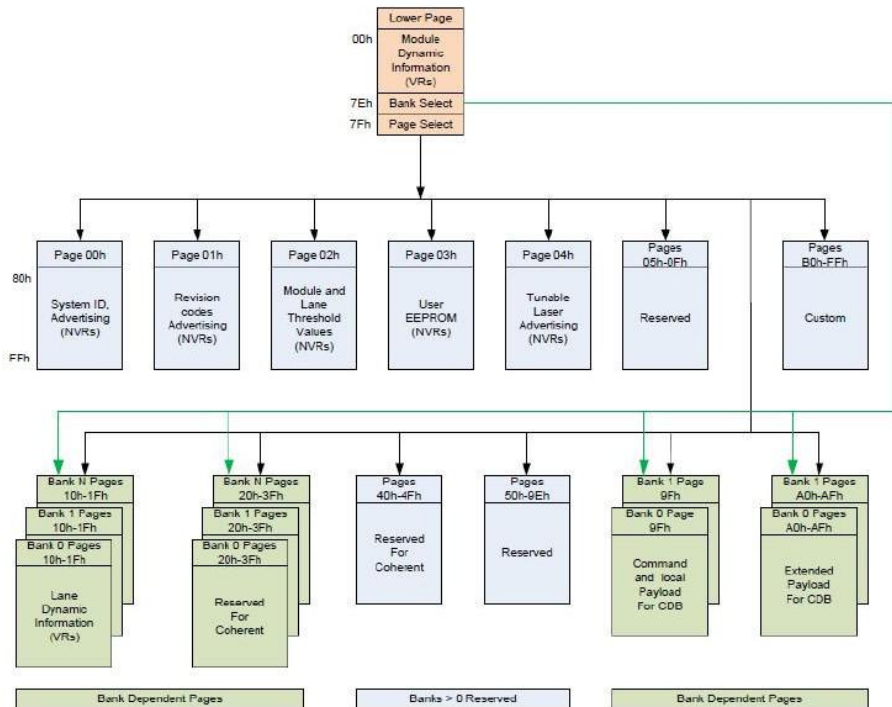 Lower Page
00h
Module
Dynamic
Information
(VRs)
7Eh
Bank Select
7Fh
Page Select
Page 00h
Page 01h
Page 02h
Page 03h
Page 04h
Pages
05h-0Fh
Pages
B0h-FFh
80h
System ID,
Advertising
(NVRs)
Revision
codes
Advertising
(NVRs)
Module and
Lane
Threshold
Values
(NVRs)
User
EEPROM
(NVRs)
Tunable
Laser
Advertising
(NVRs)
Reserved
Custom
FFh
Bank N Pages
10h-1Fh
Bank 1 Pages
10h-1Fh
Bank 0 Pages
10h-1Fh
Lane
Dynamic
Information
(VRs)
Bank N Pages
20h-3Fh
Bank 1 Pages
20h-3Fh
Bank 0 Pages
20h-3Fh
Reserved
For
Coherent
Pages
40h-4Fh
Reserved
For
Coherent
Pages
50h-9Eh
Reserved
Bank 1 Page
9Fh
Bank 0 Page
9Fh
Command
and local
Payload
For CDB
Bank 1 Pages
A0h-AFh
Bank 0 Pages
A0h-AFh
Extended
Payload
For CDB
Bank Dependent Pages
Banks > 0 Reserved
Bank Dependent Pages